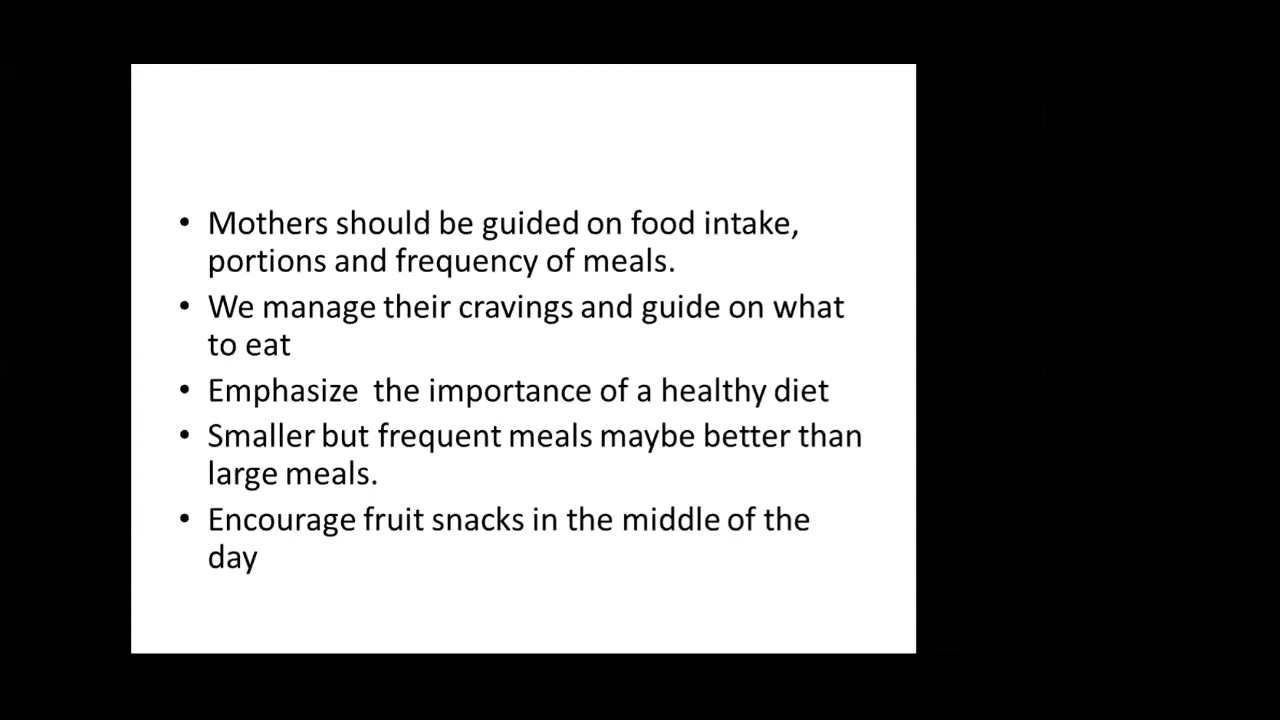 • Mothers should be guided on food intake,
portions and frequency of meals.
• We manage their cravings and guide on what
to eat
• Emphasize  the importance of a healthy diet
• Smaller but frequent meals maybe better than
large meals.
• Encourage fruit snacks in the middle of the
day